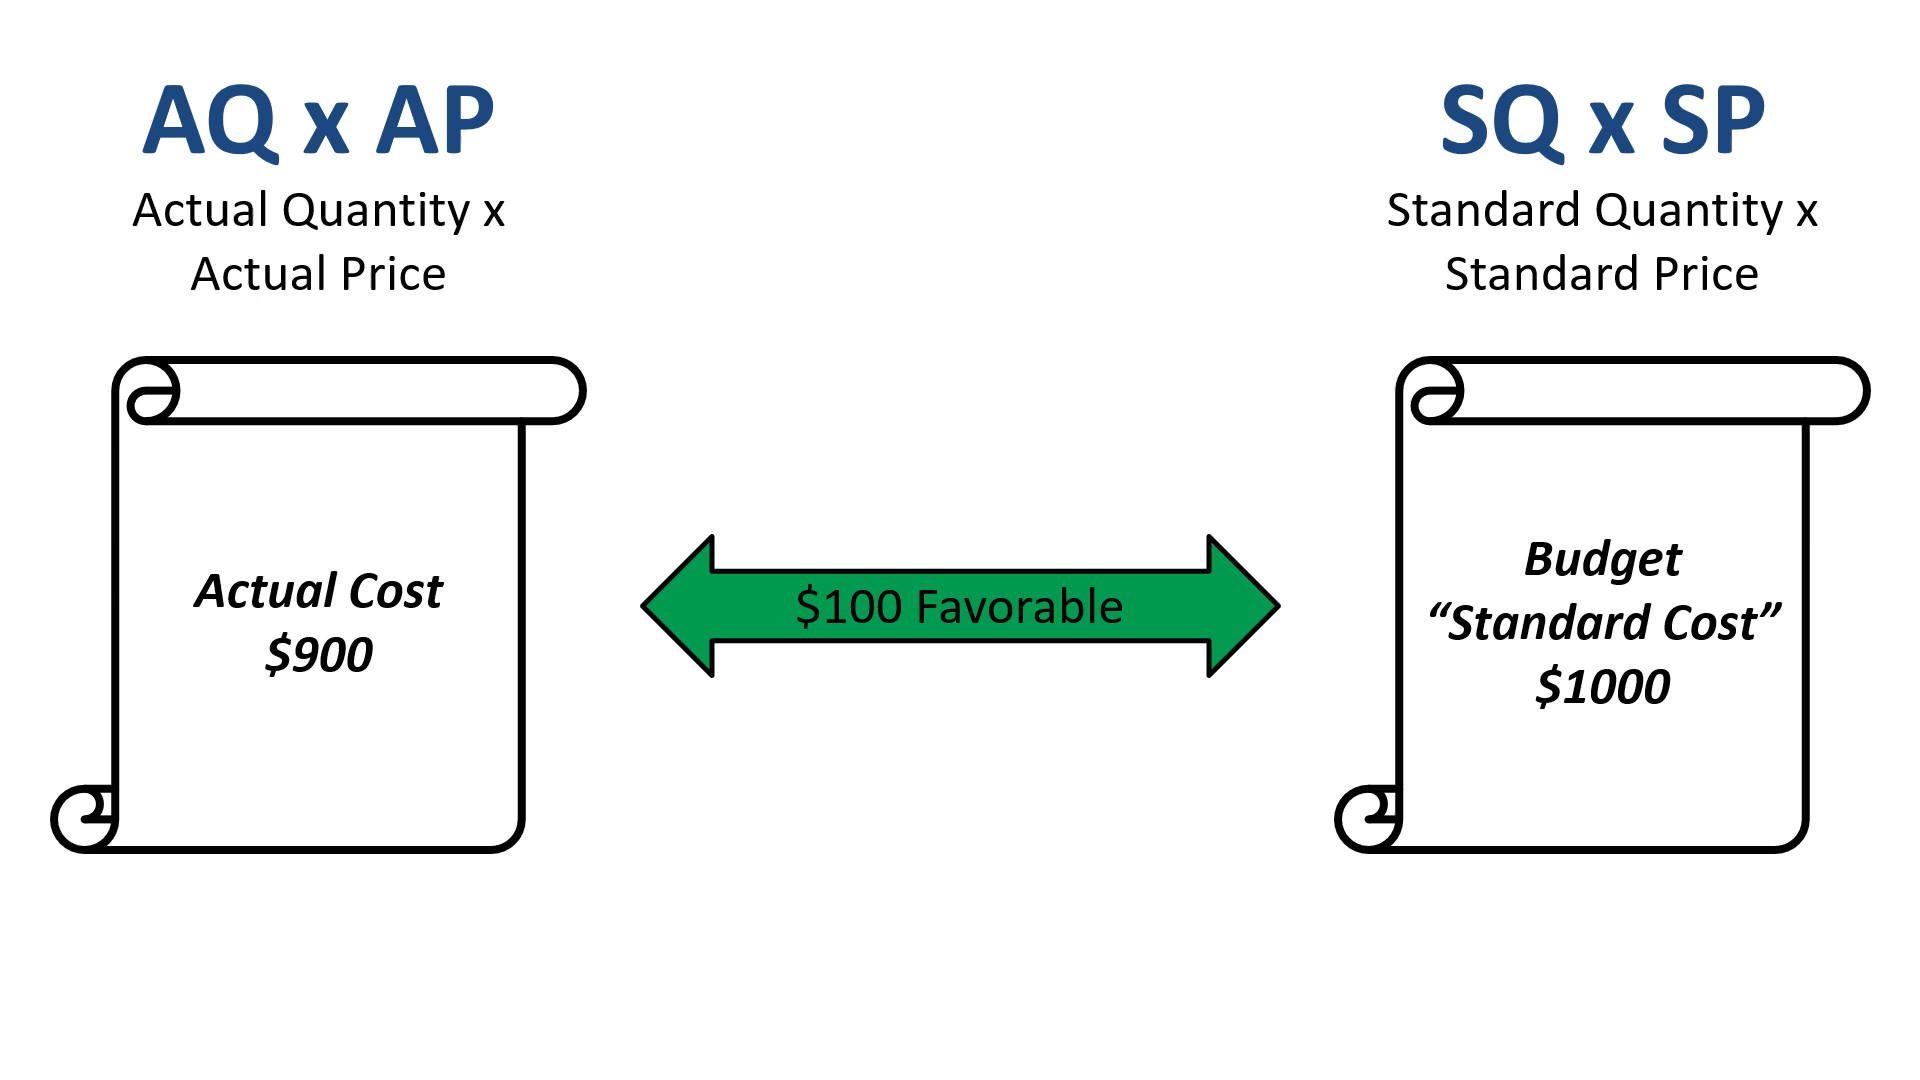 AQ x AP
Actual Quantity x
Actual Price
Actual Cost
$900
$100 Favorable
SQ x SP
Standard Quantity x
Standard Price
Budget
“Standard Cost”
$1000